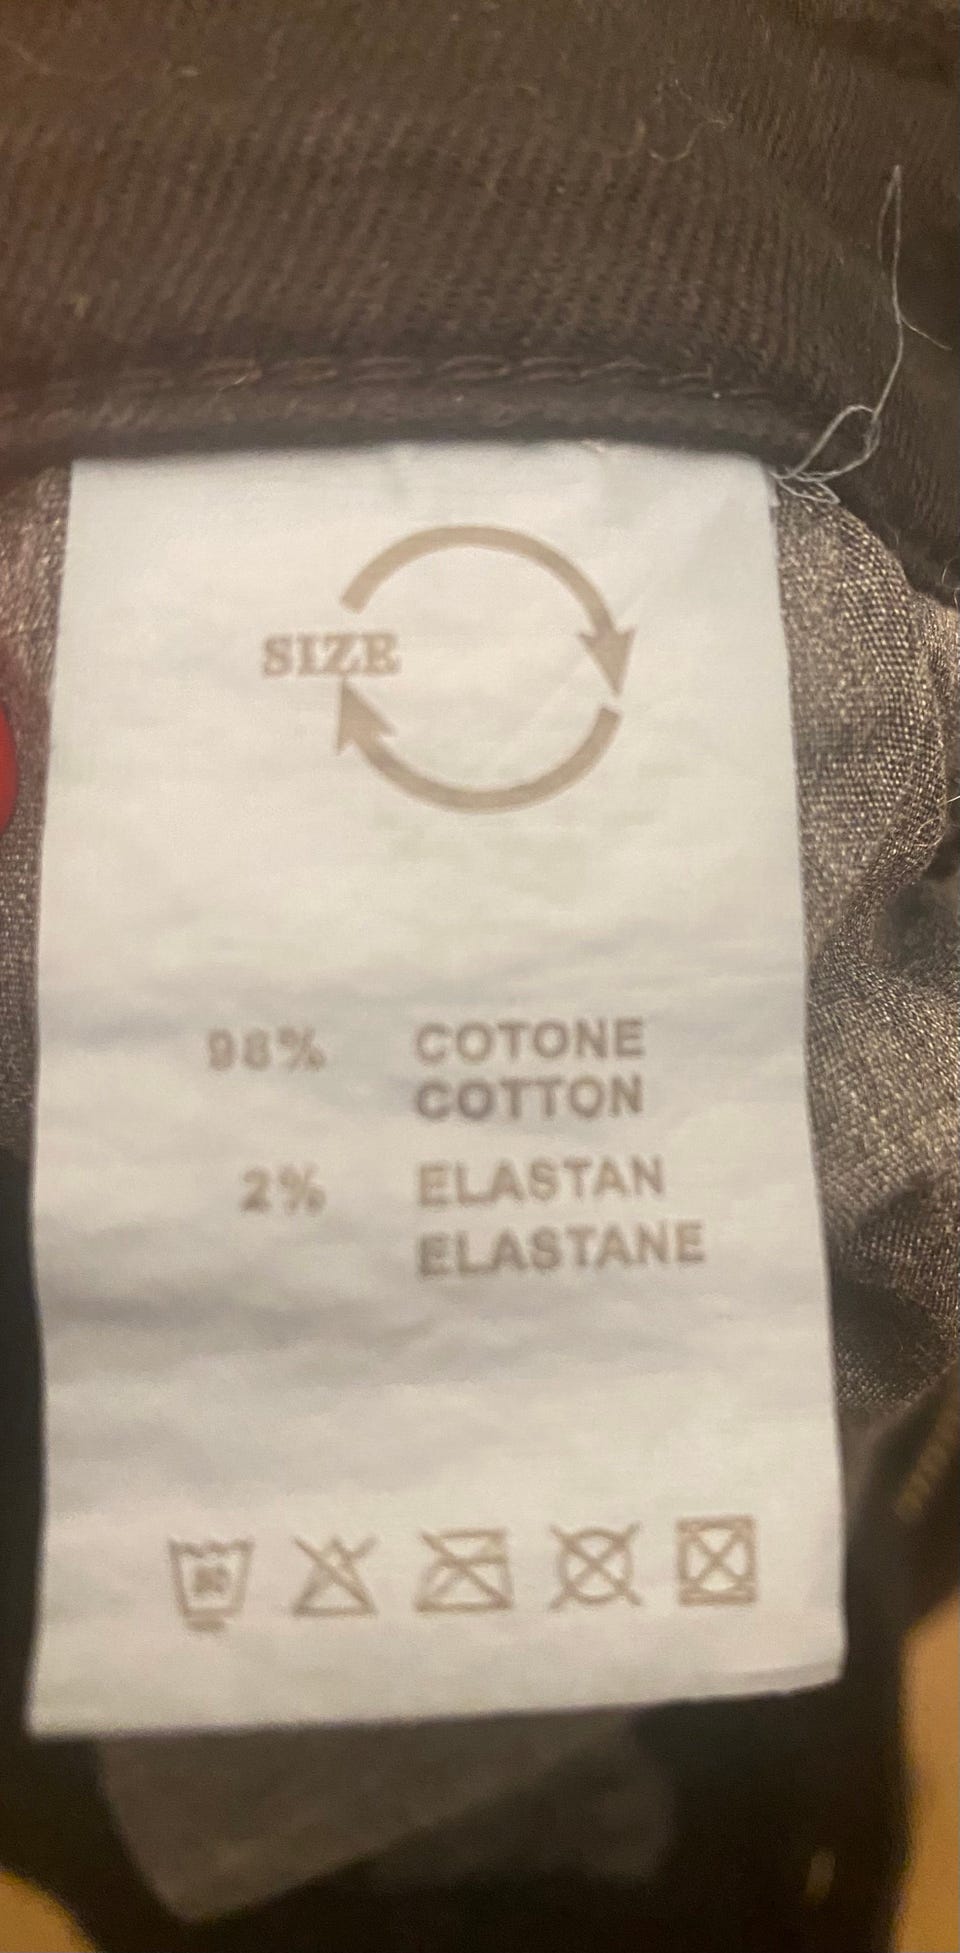 SIZE
98% COTONE
COTTON
2% ELASTAN
ELASTANE